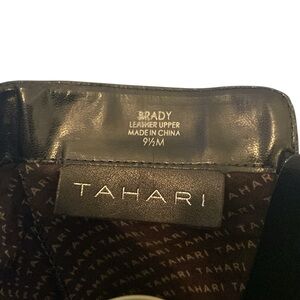 BRADY
LEATHER UPPER
MADE IN CHINA
9½M
TAHARI